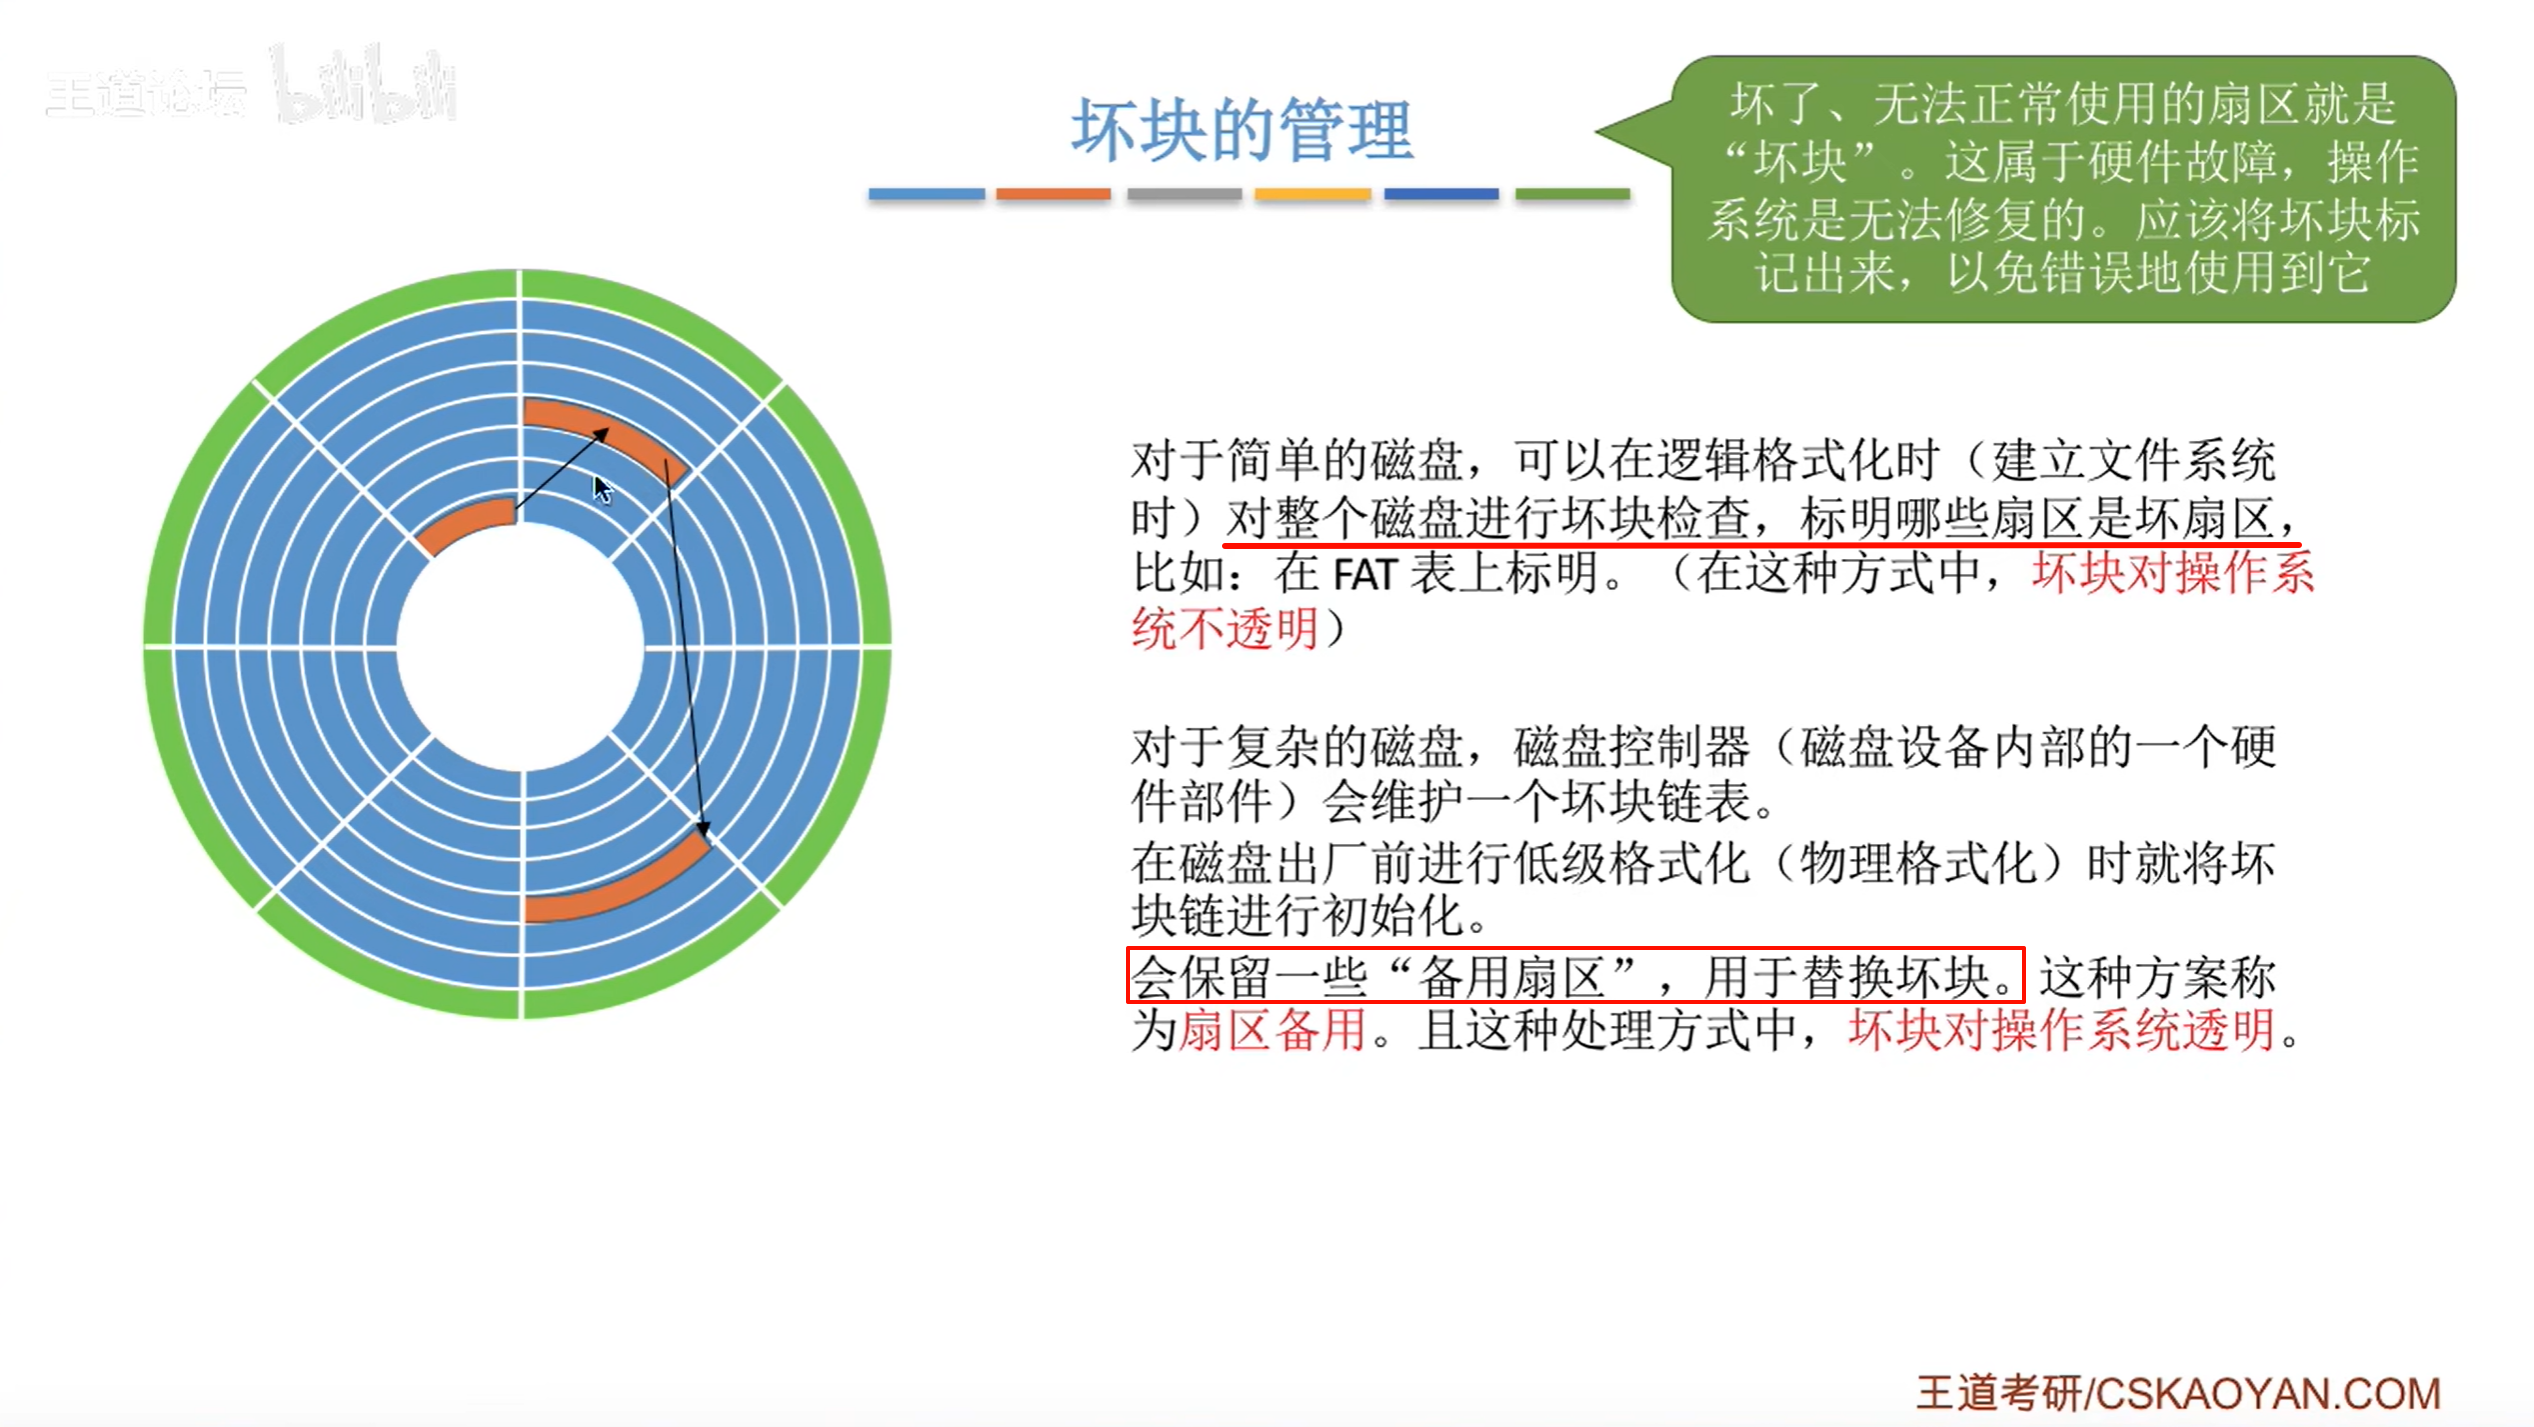 王道论坛 bilibili
坏块的管理
坏了、无法正常使用的扇区就是
“坏块”。这属于硬件故障，操作
系统是无法修复的。应该将坏块标
记出来，以免错误地使用到它
对于简单的磁盘，可以在逻辑格式化时（建立文件系统
时）对整个磁盘进行坏块检查，标明哪些扇区是坏扇区，
比如：在 FAT 表上标明。（在这种方式中，坏块对操作系
统不透明）
对于复杂的磁盘，磁盘控制器（磁盘设备内部的一个硬
件部件）会维护一个坏块链表。
在磁盘出厂前进行低级格式化（物理格式化）时就将坏
块链进行初始化。
会保留一些“备用扇区”，用于替换坏块。这种方案称
为扇区备用。且这种处理方式中，坏块对操作系统透明。
王道考研/CSKAOYAN.COM